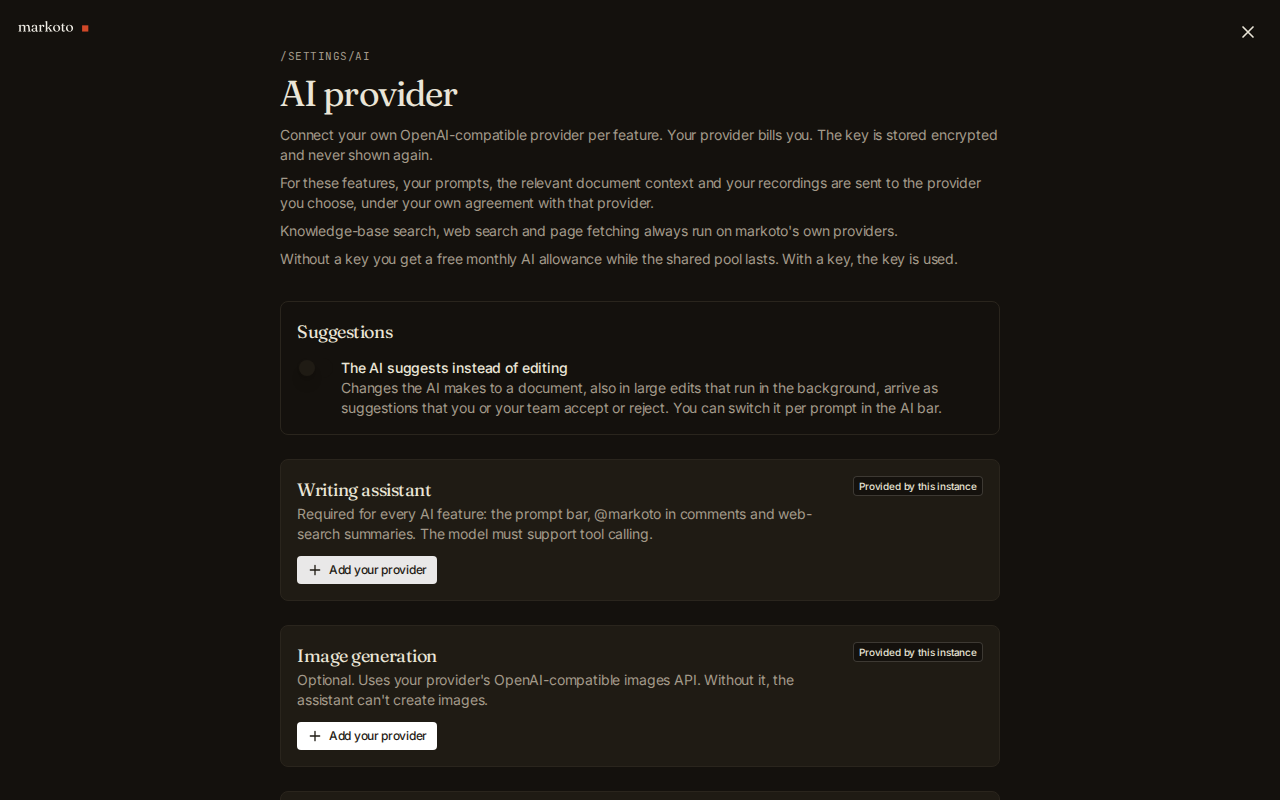 markoto
/SETTINGS/AI
AI provider
Connect your own OpenAI-compatible provider per feature. Your provider bills you. The key is stored encrypted
and never shown again.
For these features, your prompts, the relevant document context and your recordings are sent to the provider
you choose, under your own agreement with that provider.
Knowledge-base search, web search and page fetching always run on markoto's own providers.
Without a key you get a free monthly AI allowance while the shared pool lasts. With a key, the key is used.
Suggestions
The AI suggests instead of editing
Changes the AI makes to a document, also in large edits that run in the background, arrive as
suggestions that you or your team accept or reject. You can switch it per prompt in the AI bar.
Writing assistant
Provided by this instance
Required for every AI feature: the prompt bar, @markoto in comments and web-
search summaries. The model must support tool calling.
Add your provider
Image generation
Provided by this instance
Optional. Uses your provider's OpenAI-compatible images API. Without it, the
assistant can't create images.
Add your provider